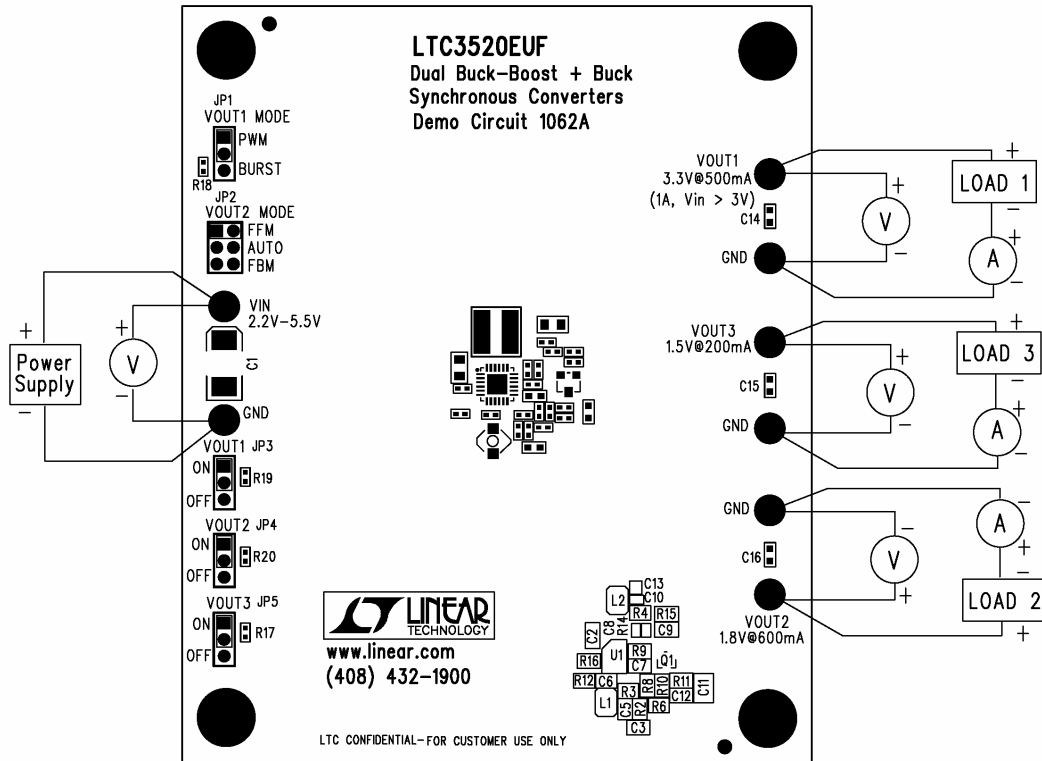 LTC3520EUF
Dual Buck-Boost + Buck
Synchronous Converters
Demo Circuit 1062A
JP1
VOUT1 MODE
PWM
BURST
R18
JP2
VOUT2 MODE
FFM
AUTO
FBM
VIN
2.2V-5.5V
+
Power
Supply
-
+
V
-
C1
GND
VOUT1 JP3
ON
R19
OFF
VOUT2 JP4
ON
R20
OFF
VOUT3 JP5
ON
R17
OFF
VOUT1
3.3V@500mA
(1A, Vin > 3V)
C14
GND
+
V
-
+
LOAD 1
-
+
A
-
VOUT3
1.5V@200mA
C15
GND
+
V
-
+
LOAD 3
-
+
A
-
GND
C16
VOUT2
1.8V@600mA
-
V
+
-
A
+
-
LOAD 2
+
LT LINEAR
TECHNOLOGY
www.linear.com
(408) 432-1900
C13
L2 C10
R4 R15
C2 C8 R14 C9
U1 R9
R16 C7 Q1
R12 C6 R3 R8 R10 R11 C12 C11
L1 C5 R2 R6
C3
LTC CONFIDENTIAL-FOR CUSTOMER USE ONLY